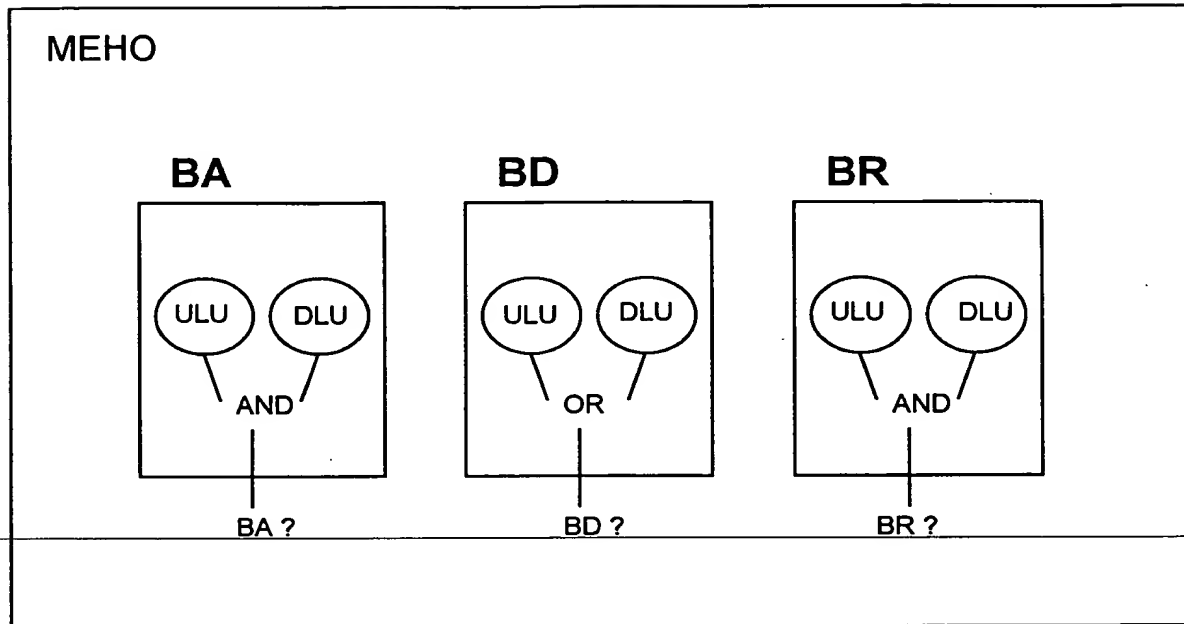 MEHO
BA BD BR
ULU DLU ULU DLU ULU DLU
AND OR AND
BA ? BD ? BR ?